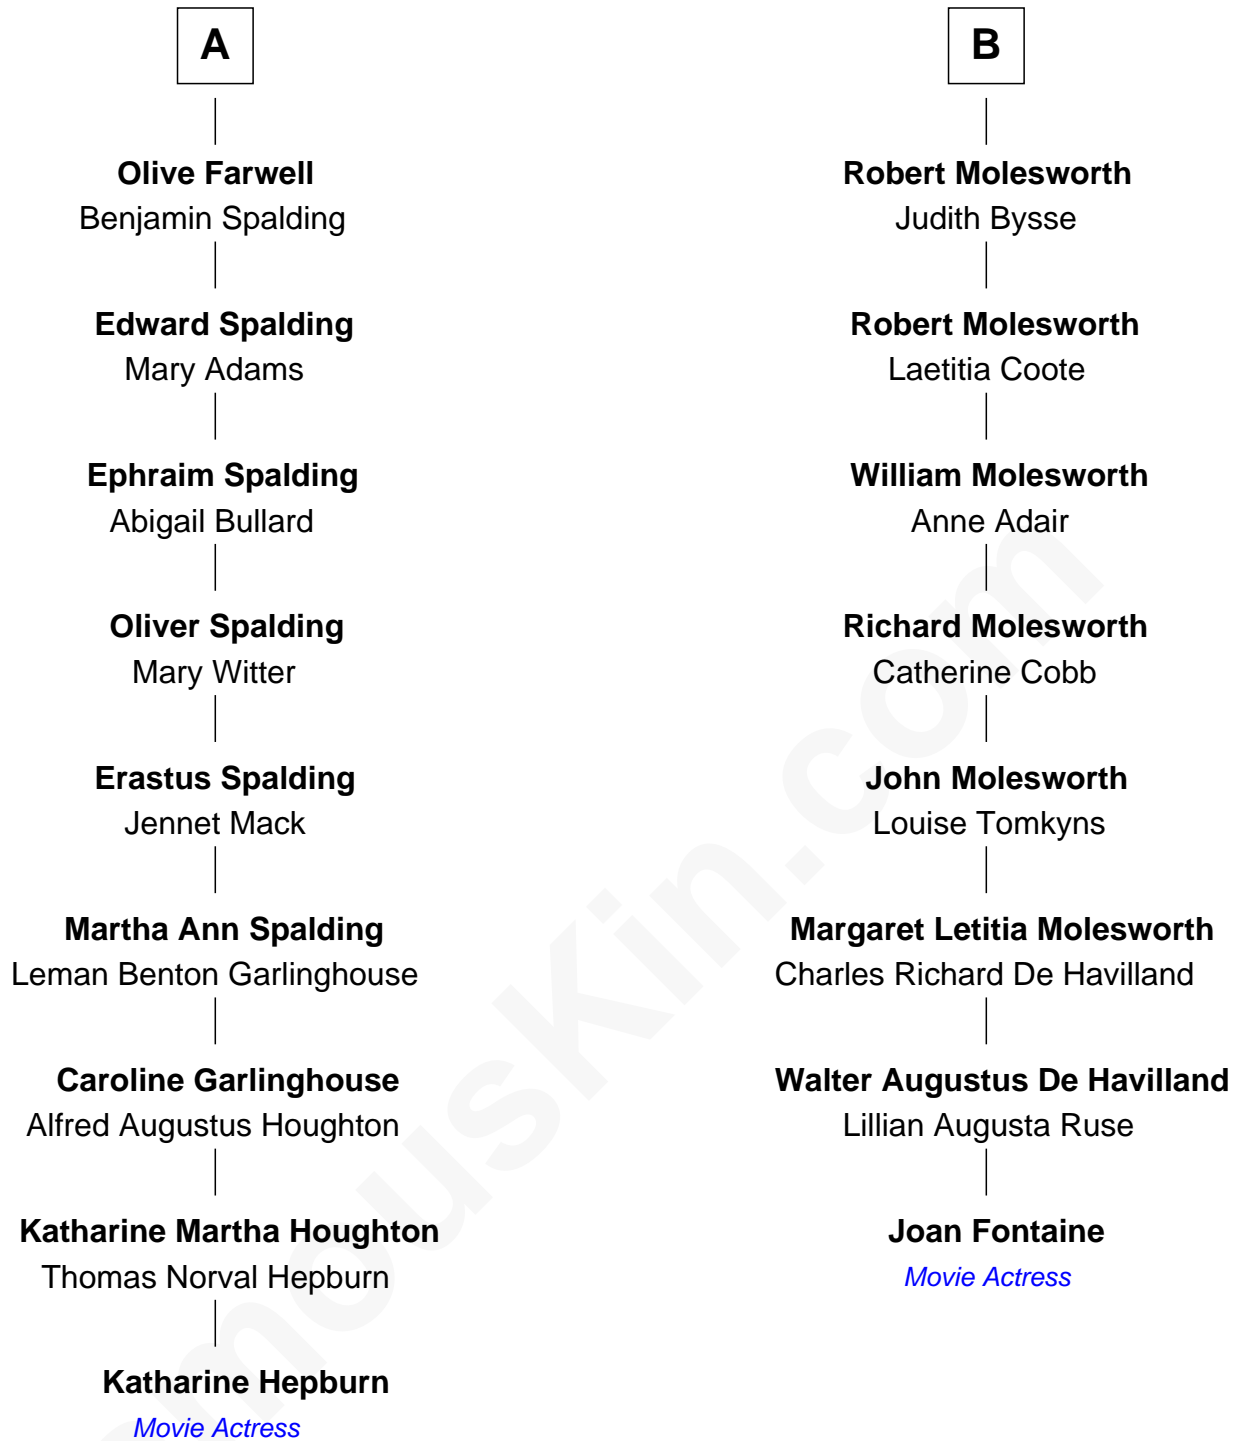 A
Olive Farwell
Benjamin Spalding
Edward Spalding
Mary Adams
Ephraim Spalding
Abigail Bullard
Oliver Spalding
Mary Witter
Erastus Spalding
Jennet Mack
Martha Ann Spalding
Leman Benton Garlinghouse
Caroline Garlinghouse
Alfred Augustus Houghton
Katharine Martha Houghton
Thomas Norval Hepburn
Katharine Hepburn
Movie Actress
B
Robert Molesworth
Judith Bysse
Robert Molesworth
Laetitia Coote
William Molesworth
Anne Adair
Richard Molesworth
Catherine Cobb
John Molesworth
Louise Tomkyns
Margaret Letitia Molesworth
Charles Richard De Havilland
Walter Augustus De Havilland
Lillian Augusta Ruse
Joan Fontaine
Movie Actress
mousKin.com